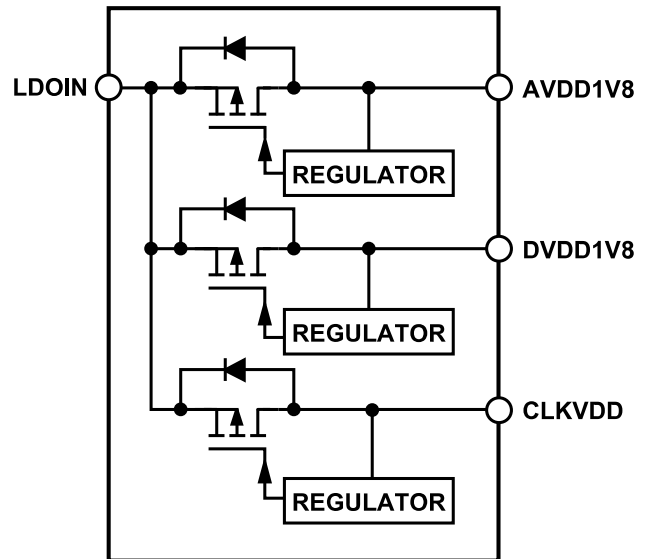 LDOIN
AVDD1V8
REGULATOR
DVDD1V8
REGULATOR
CLKVDD
REGULATOR